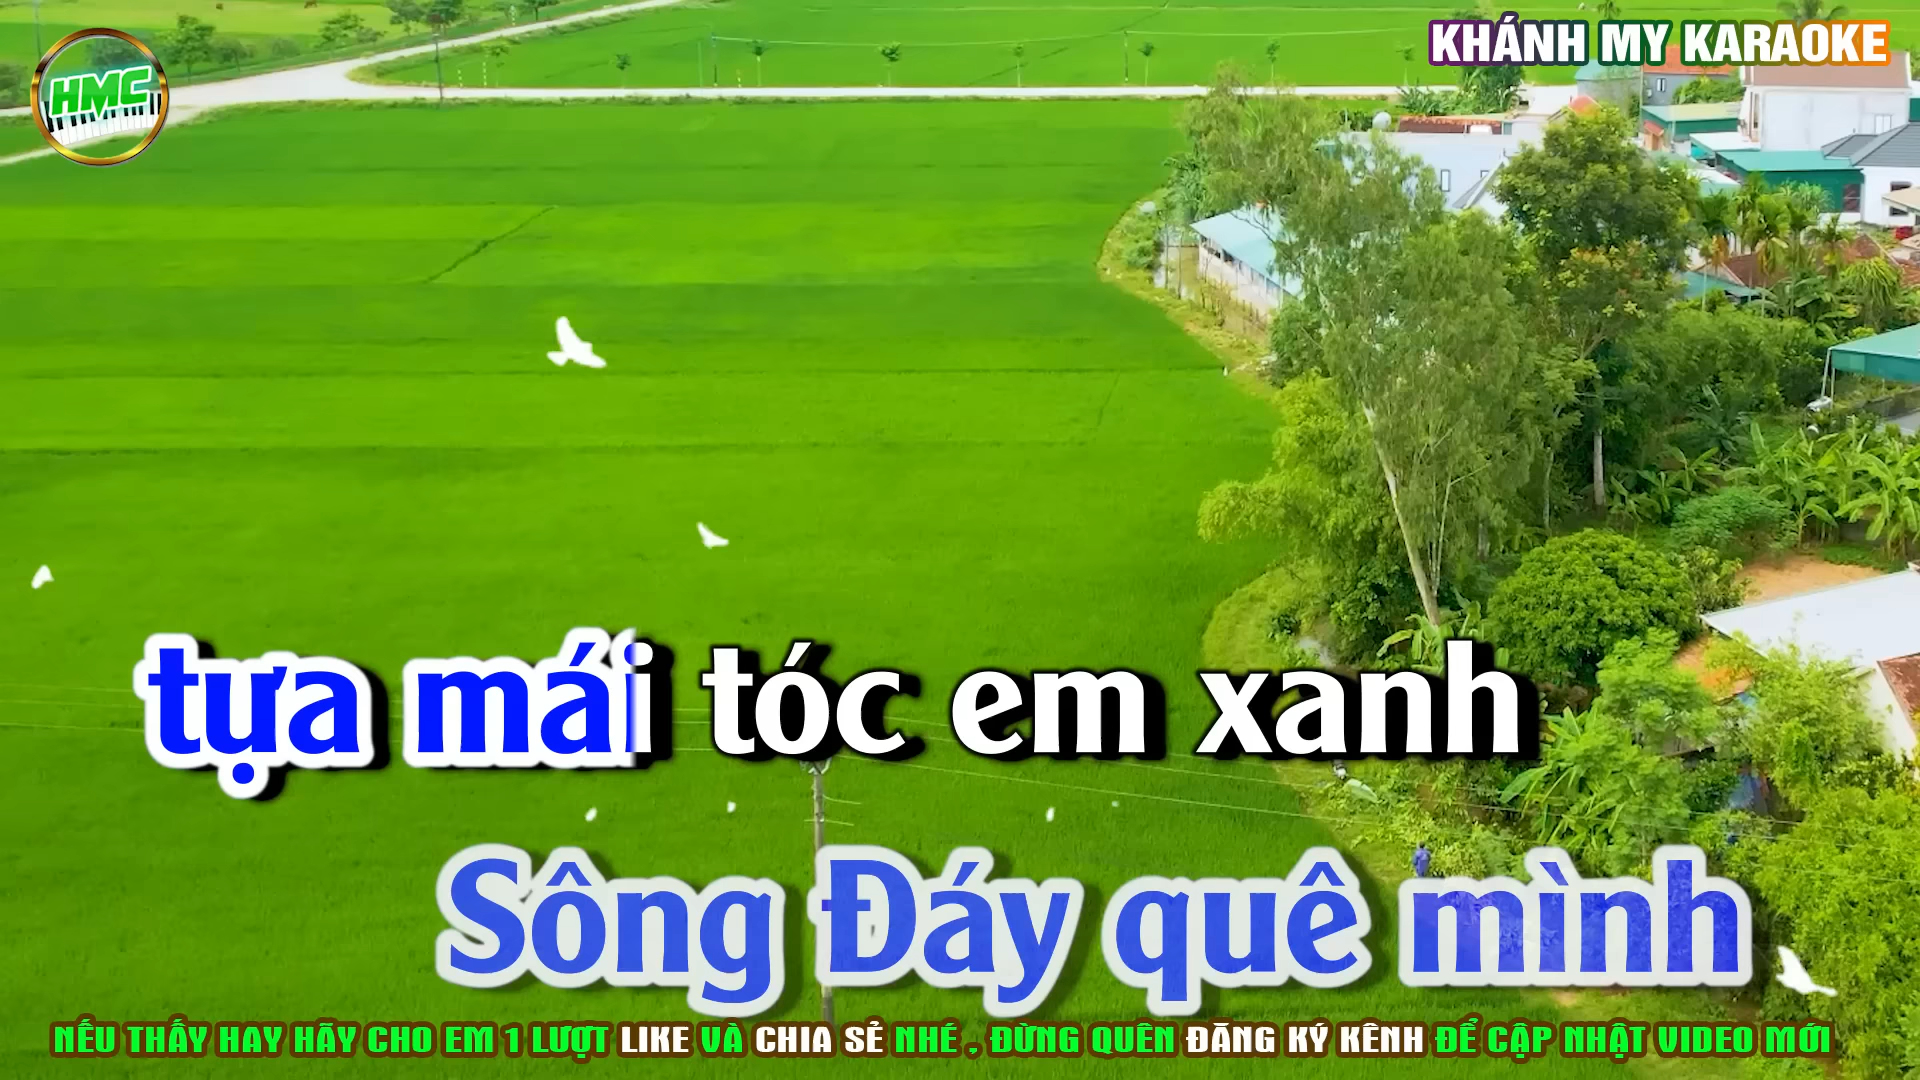 KHÁNH MY KARAOKE
HMC
tựa mái tóc em xanh
Sông Đáy quê mình
NẾU THẤY HAY HÃY CHO EM 1 LƯỢT LIKE VÀ CHIA SẺ NHÉ , ĐỪNG QUÊN ĐĂNG KÝ KÊNH ĐỂ CẬP NHẬT VIDEO MỚI